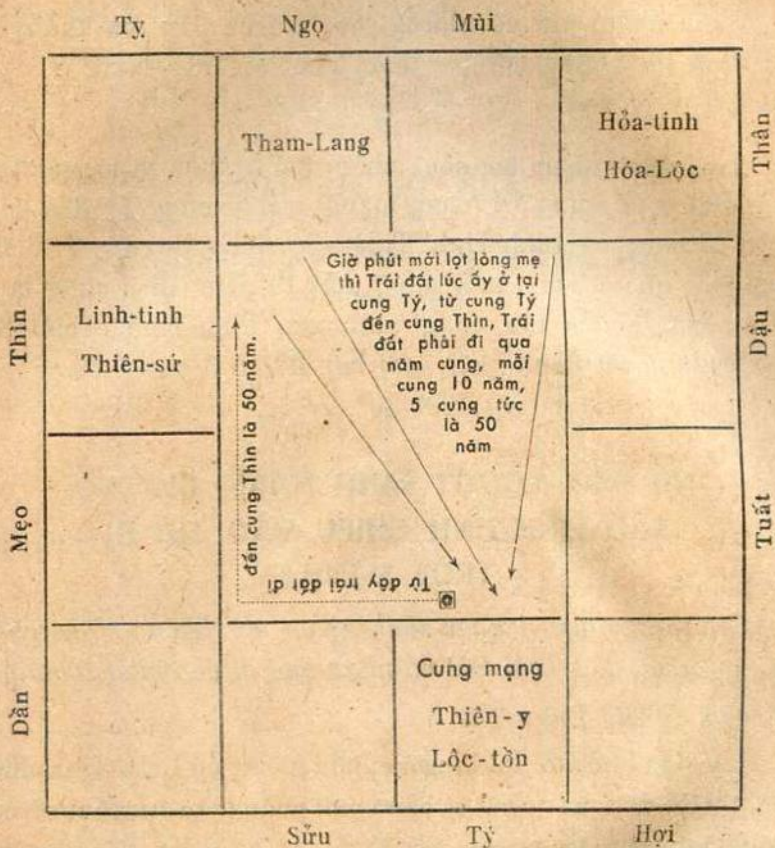 Tỵ Ngọ Mùi
Tham-Lang
Hỏa-tinh
Hóa-Lộc
Thân
Thìn
Linh-tinh
Thiên-sứ
Giờ phút mới lọt lòng mẹ
thì Trái đất lúc ấy ở tại
cung Tý, từ cung Tý
đến cung Thìn, Trái
đất phải đi qua
năm cung, mỗi
cung 10 năm,
5 cung tức
là 50
năm
Dậu
Mẹo
Từ đây trái đất đi
đến cung Thìn là 50 năm.
Tuất
Dần
Cung mạng
Thiên-y
Lộc-tồn
Sửu Tý Hợi